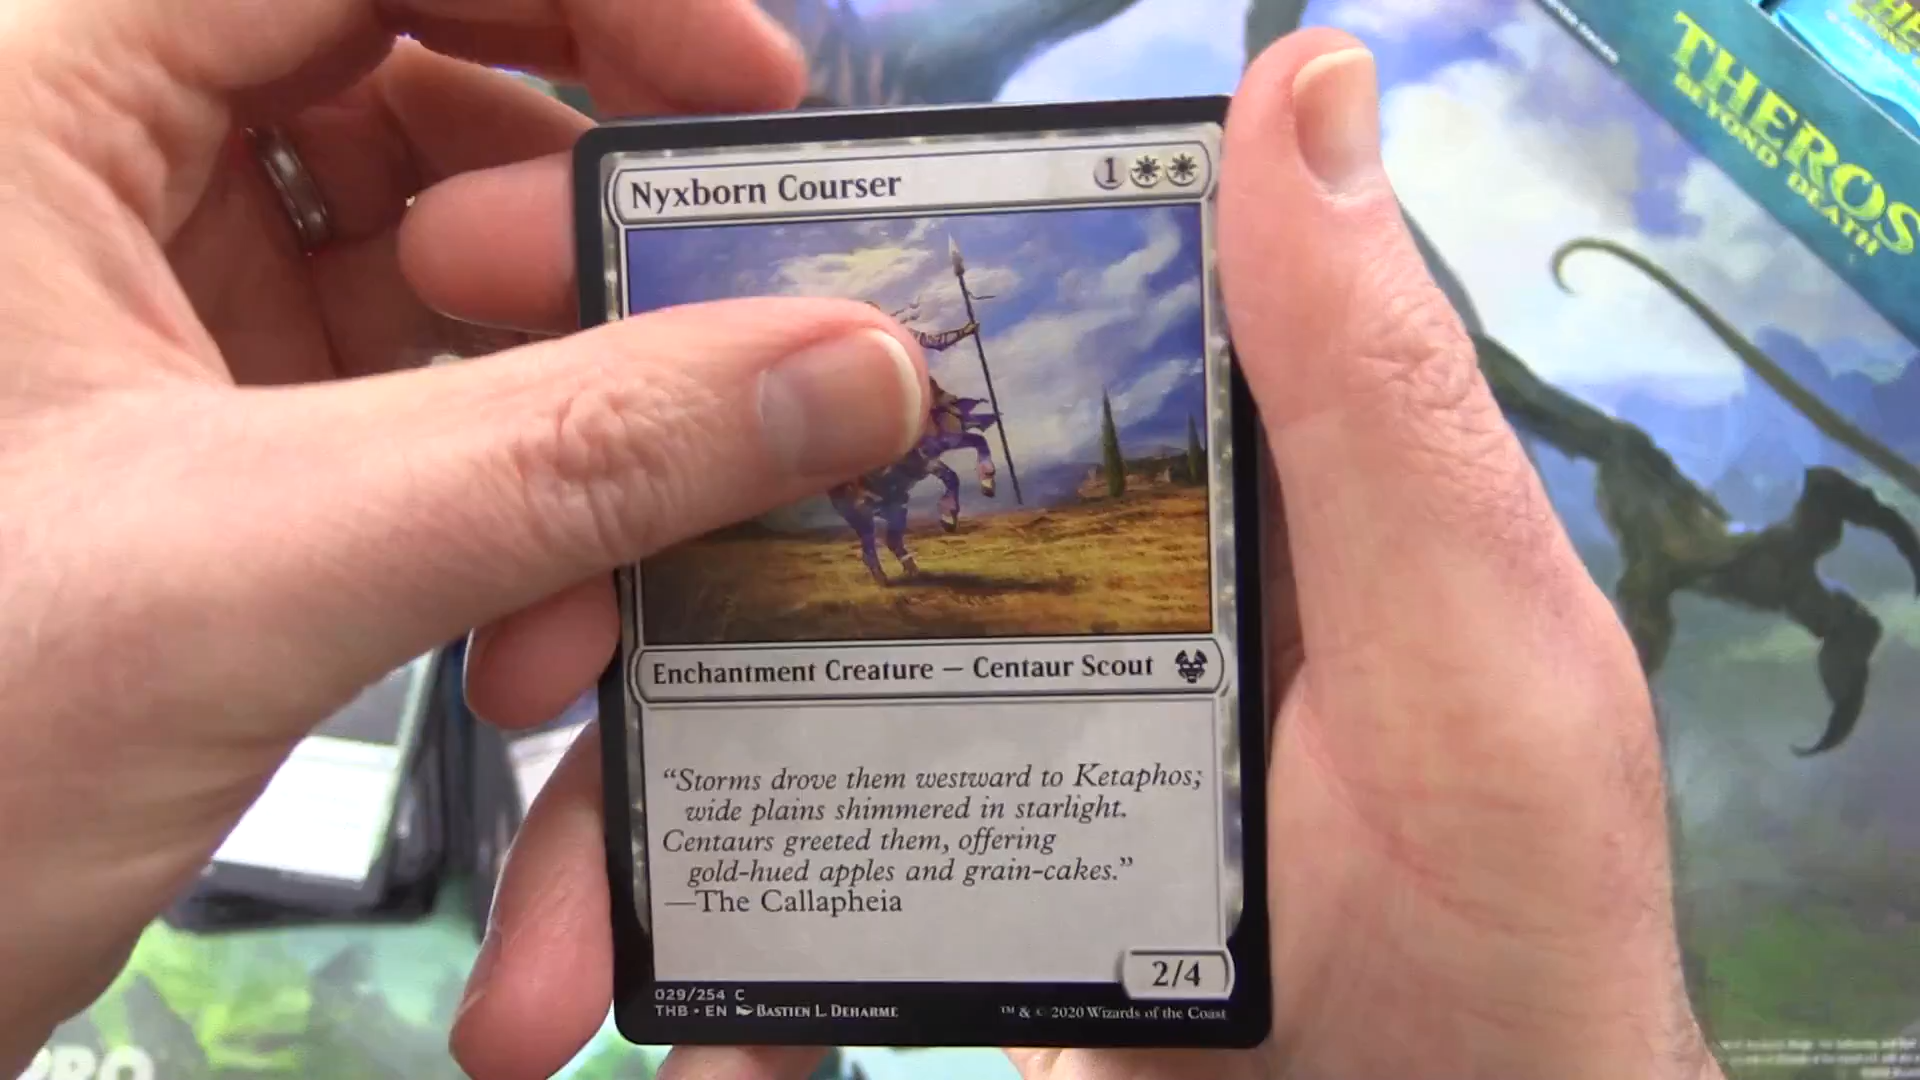 THEROS
BEYOND DEATH
Nyxborn Courser
1
Enchantment Creature — Centaur Scout
“Storms drove them westward to Ketaphos;
wide plains shimmered in starlight.
Centaurs greeted them, offering
gold-hued apples and grain-cakes.”
—The Callapheia
2/4
029/254 C
THB • EN BASTIEN L. DEHARME
™ & © 2020 Wizards of the Coast
PRO